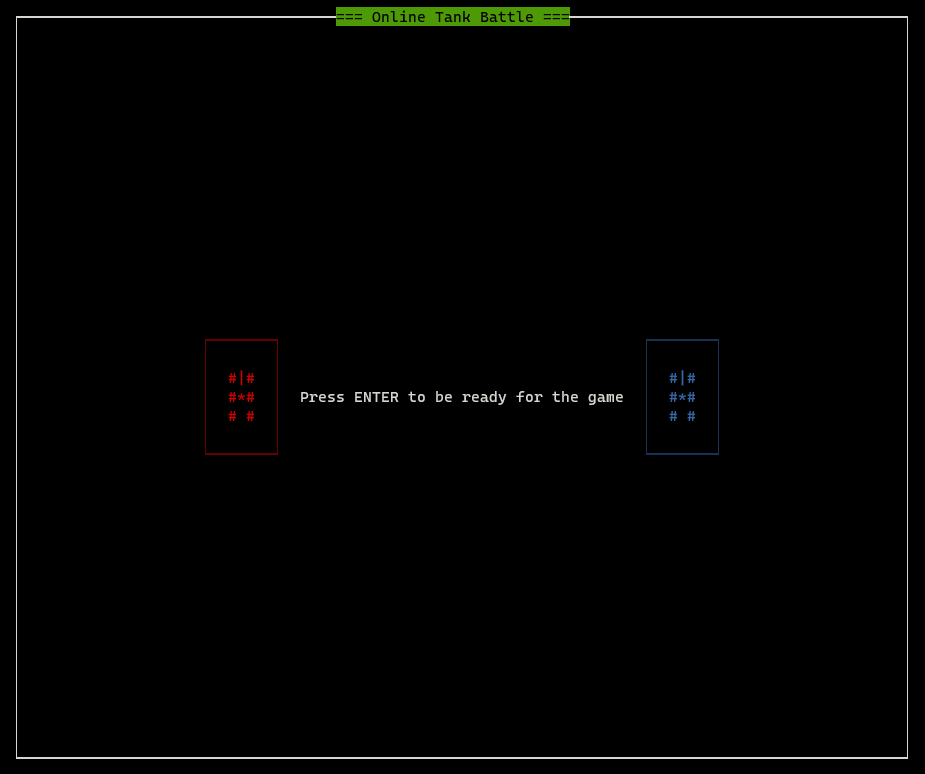 === Online Tank Battle ===
#|# #|#
#*# Press ENTER to be ready for the game #*#
# # # #